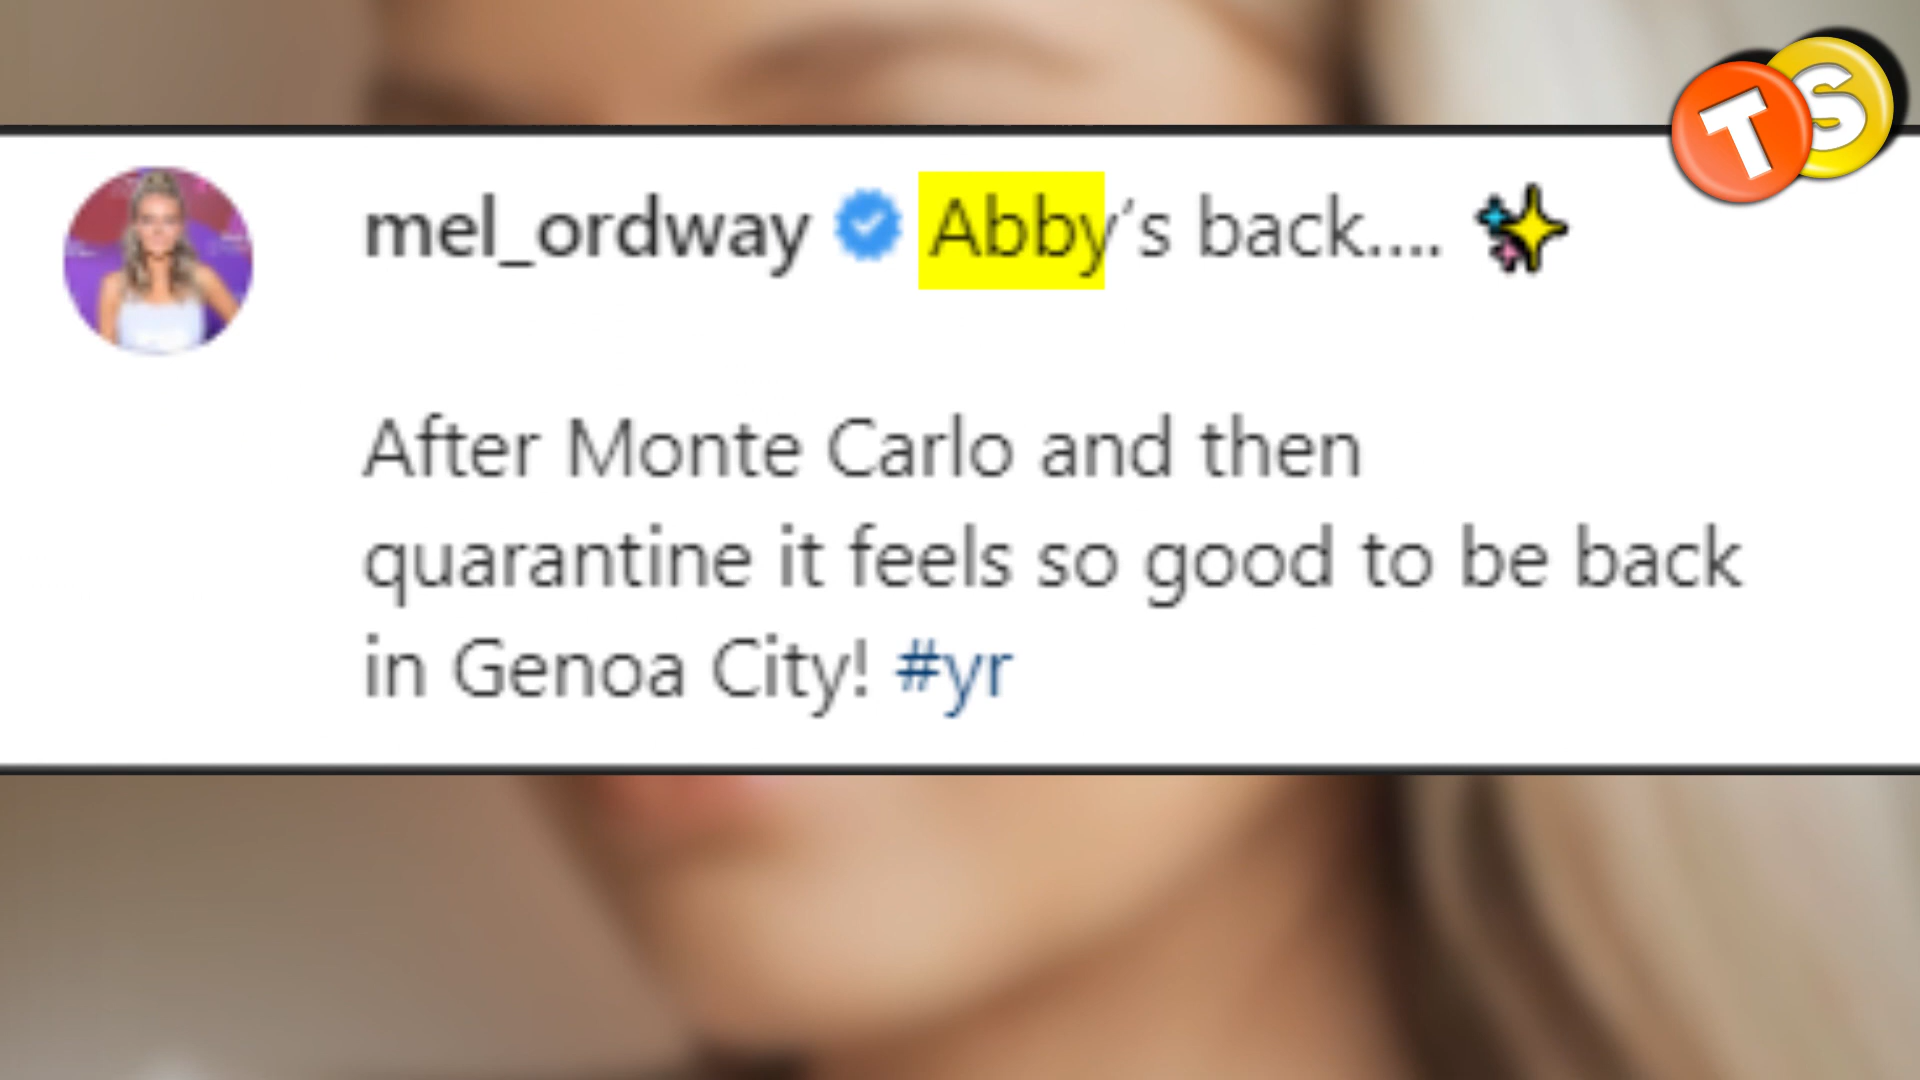 TS
mel_ordway Abby's back.... ✨
After Monte Carlo and then
quarantine it feels so good to be back
in Genoa City! #yr